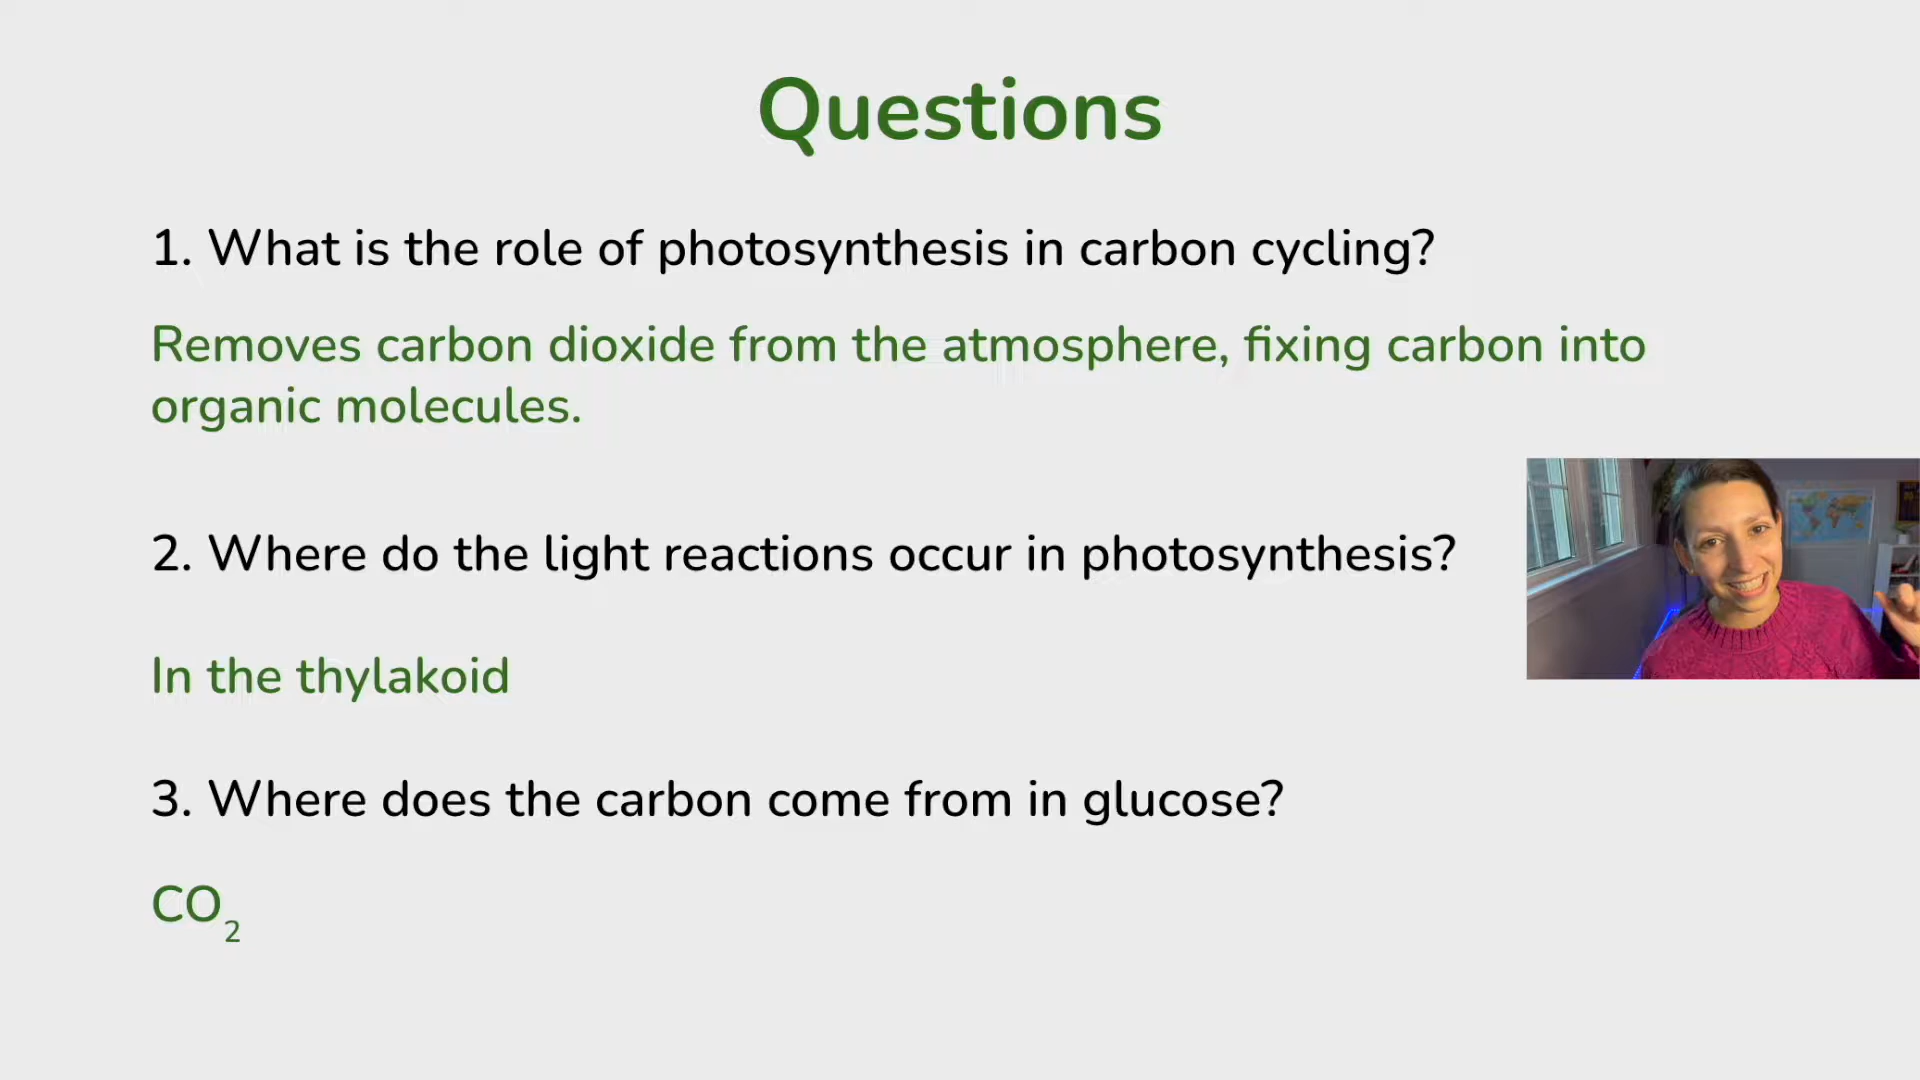 Questions
1. What is the role of photosynthesis in carbon cycling?
Removes carbon dioxide from the atmosphere, fixing carbon into
organic molecules.
2. Where do the light reactions occur in photosynthesis?
In the thylakoid
3. Where does the carbon come from in glucose?
CO₂